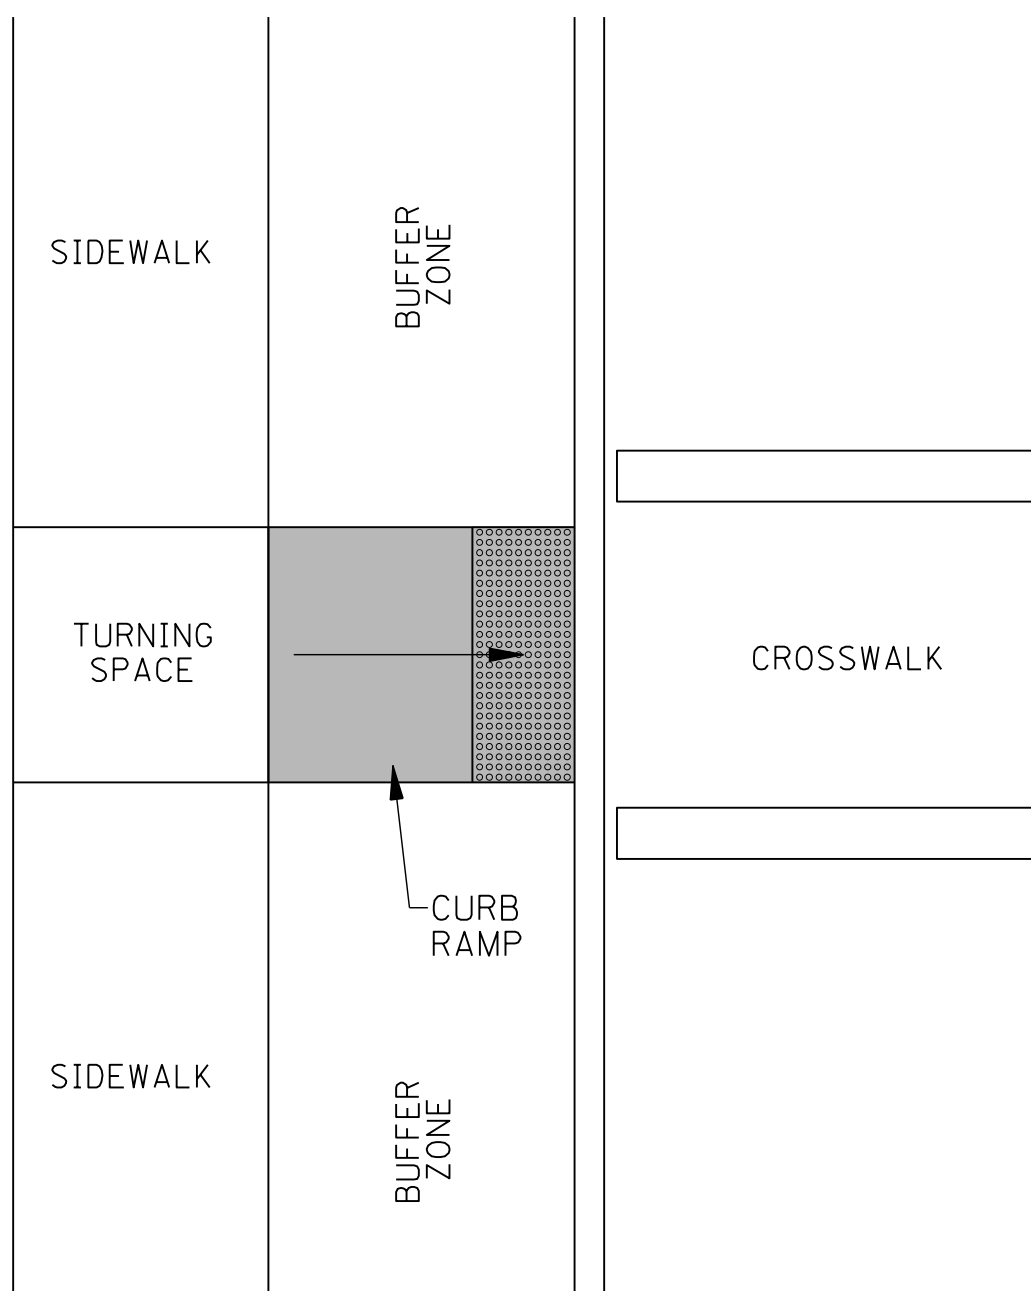 SIDEWALK
BUFFER
ZONE
TURNING
SPACE
CROSSWALK
CURB
RAMP
SIDEWALK
BUFFER
ZONE